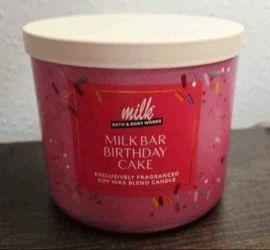 milk
BATH & BODY WORKS
MILK BAR
BIRTHDAY
CAKE
EXCLUSIVELY FRAGRANCED
SOY WAX BLEND CANDLE